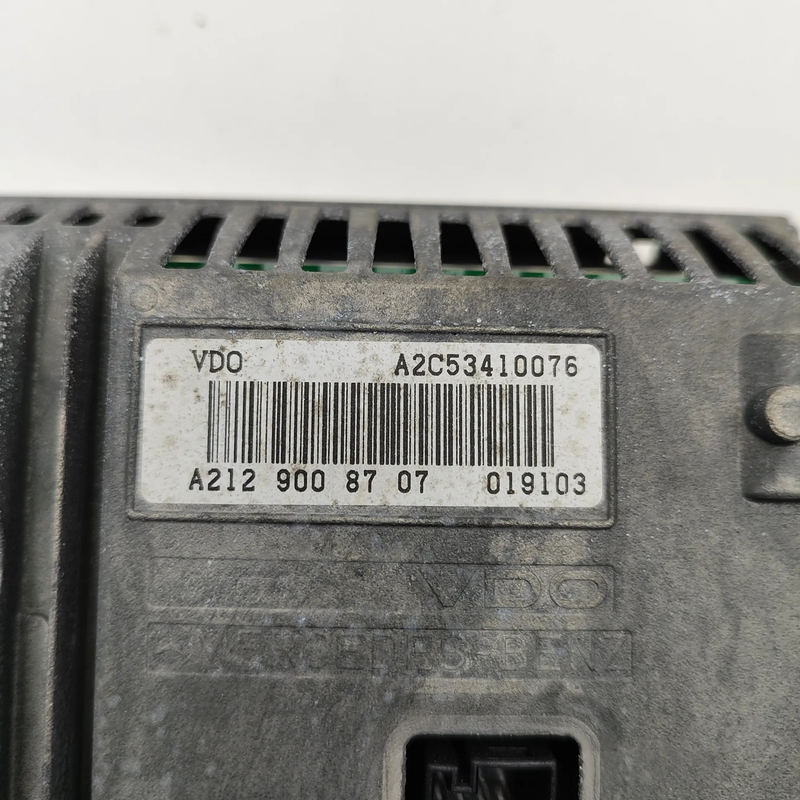 VDO A2C53410076
A212 900 87 07 019103
VDO
MERCEDES-BENZ